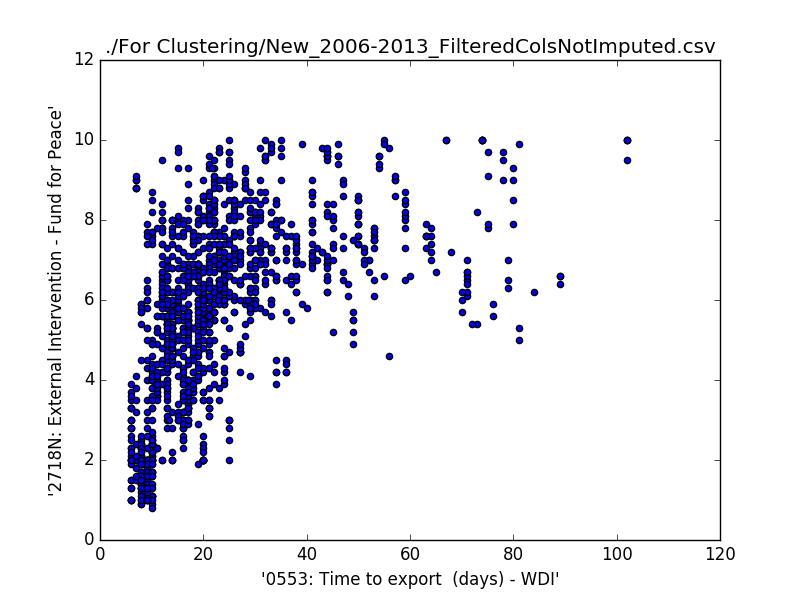 ./For Clustering/New_2006-2013_FilteredColsNotImputed.csv
12
10
8
6
4
2
0
'2718N: External Intervention - Fund for Peace'
0 20 40 60 80 100 120
'0553: Time to export  (days) - WDI'